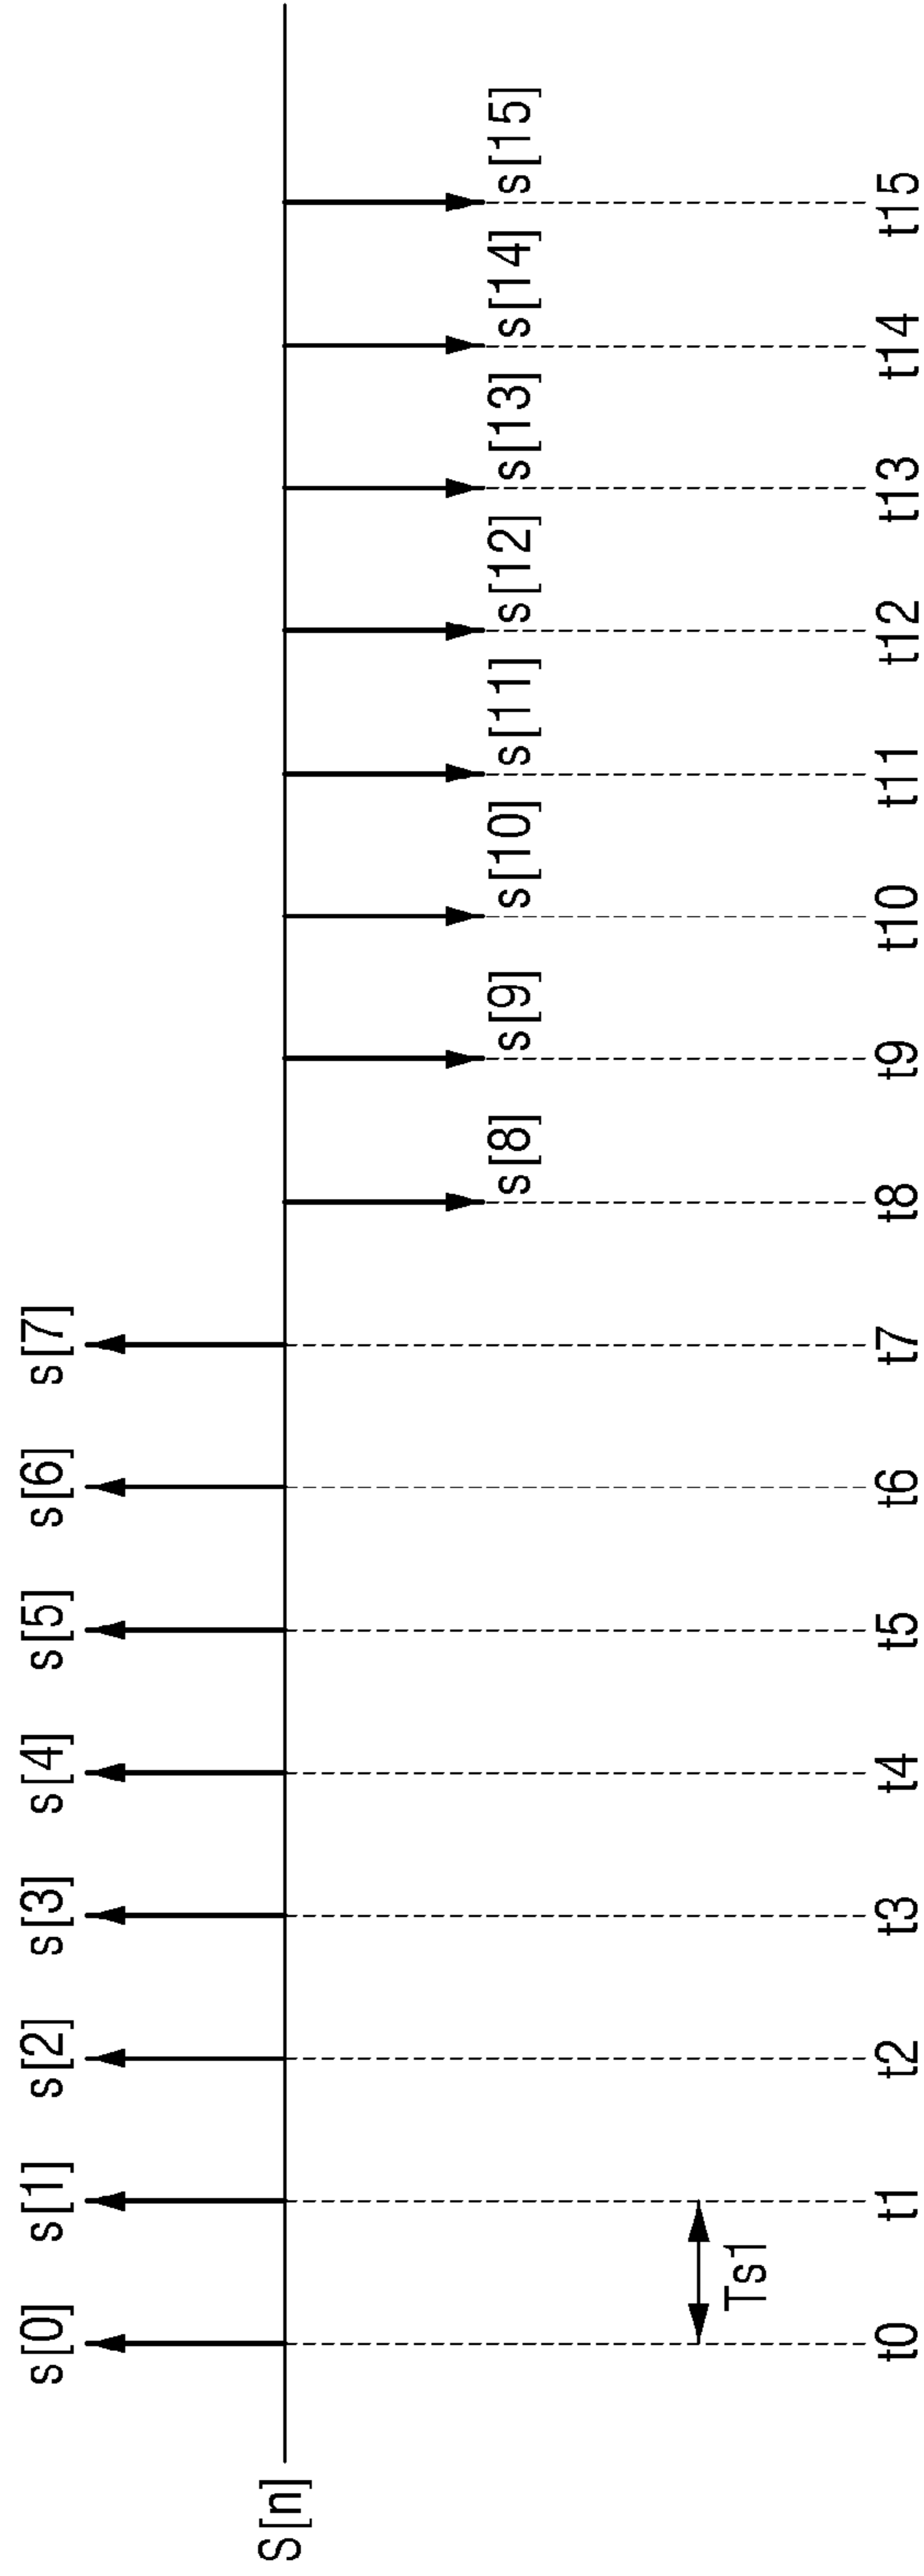 s[0] s[1] s[2] s[3] s[4] s[5] s[6] s[7]
S[n]
s[8] s[9] s[10] s[11] s[12] s[13] s[14] s[15]
Ts1
t0 t1 t2 t3 t4 t5 t6 t7 t8 t9 t10 t11 t12 t13 t14 t15